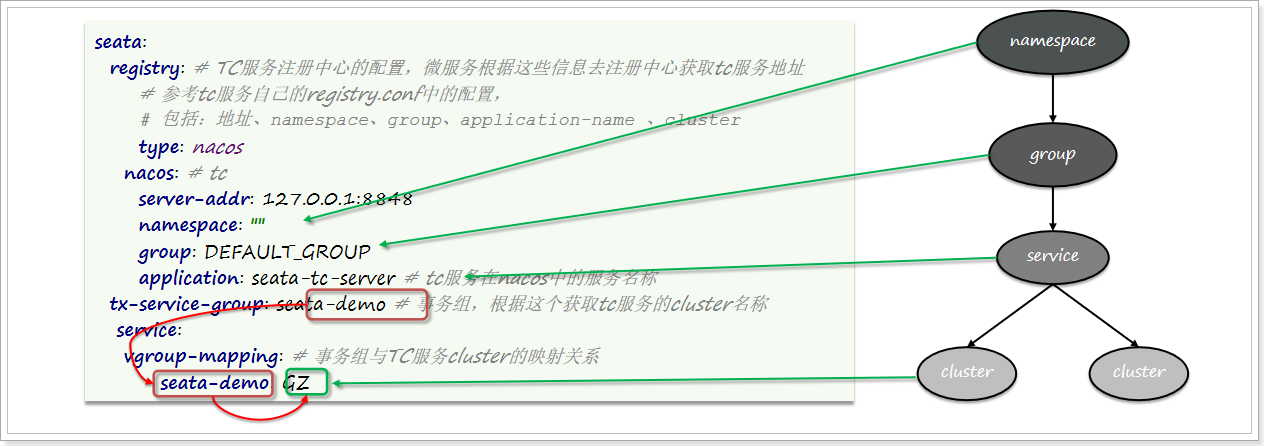 seata:
registry: # TC服务注册中心的配置，微服务根据这些信息去注册中心获取tc服务地址
# 参考tc服务自己的registry.conf中的配置，
# 包括：地址、namespace、group、application-name 、cluster
type: nacos
nacos: # tc
server-addr: 127.0.0.1:8848
namespace: ""
group: DEFAULT_GROUP
application: seata-tc-server # tc服务在nacos中的服务名称
tx-service-group: seata-demo # 事务组，根据这个获取tc服务的cluster名称
service:
vgroup-mapping: # 事务组与TC服务cluster的映射关系
seata-demo GZ
namespace
group
service
cluster
cluster